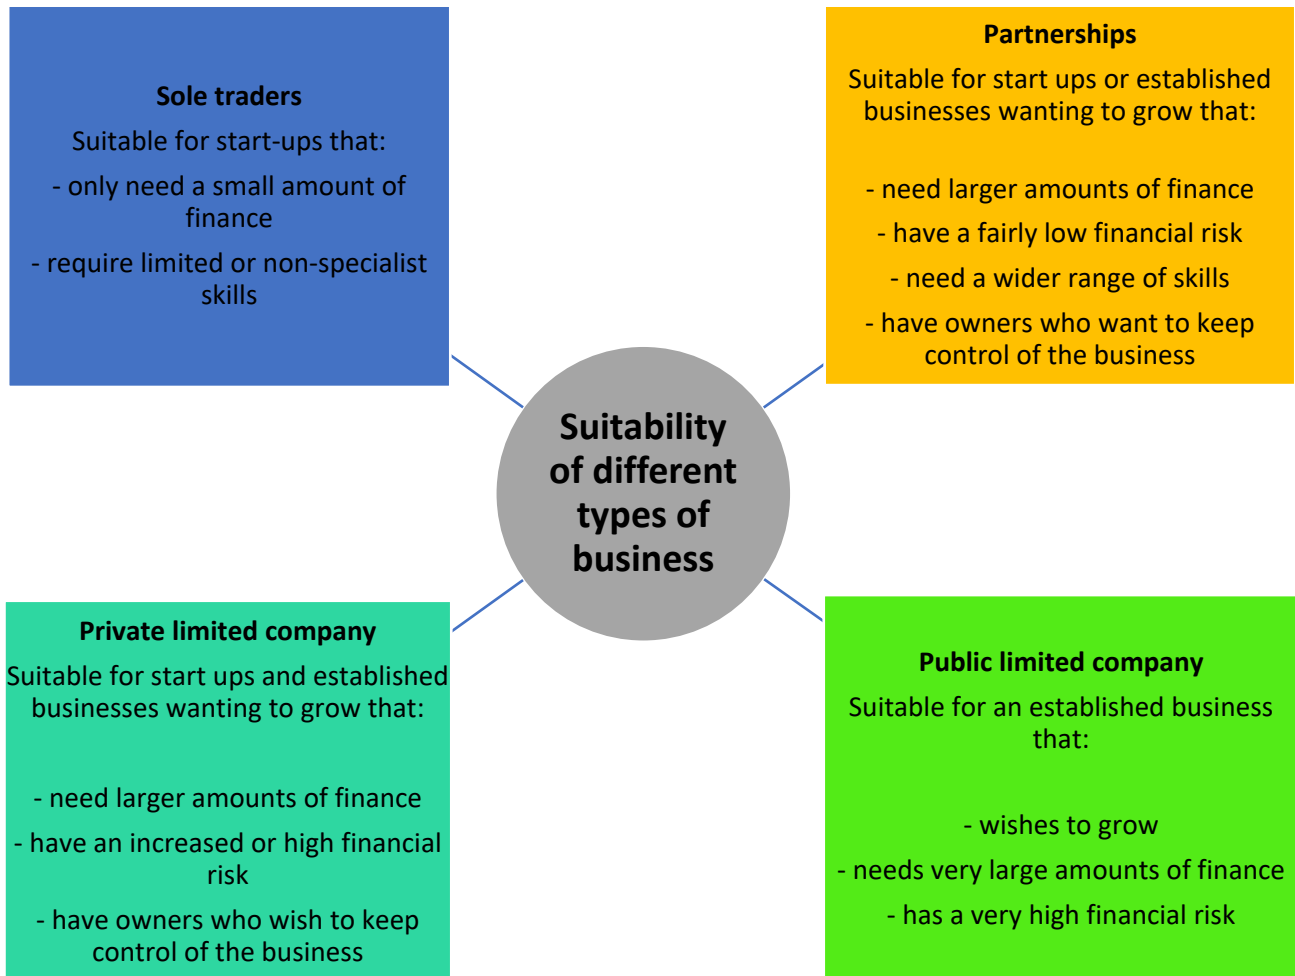 Sole traders
Suitable for start-ups that:
- only need a small amount of
finance
- require limited or non-specialist
skills
Partnerships
Suitable for start ups or established
businesses wanting to grow that:
- need larger amounts of finance
- have a fairly low financial risk
- need a wider range of skills
- have owners who want to keep
control of the business
Suitability
of different
types of
business
Private limited company
Suitable for start ups and established
businesses wanting to grow that:
- need larger amounts of finance
- have an increased or high financial
risk
- have owners who wish to keep
control of the business
Public limited company
Suitable for an established business
that:
- wishes to grow
- needs very large amounts of finance
- has a very high financial risk